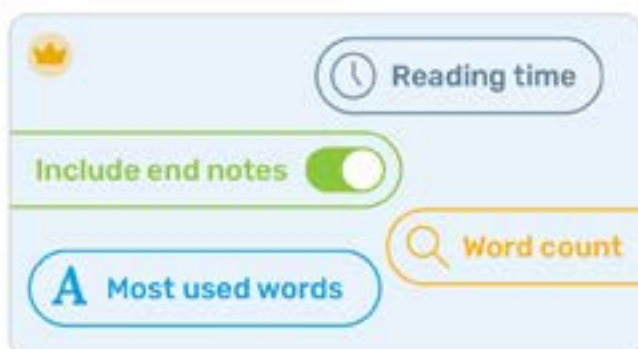 Reading time
Include end notes
Word count
A Most used words